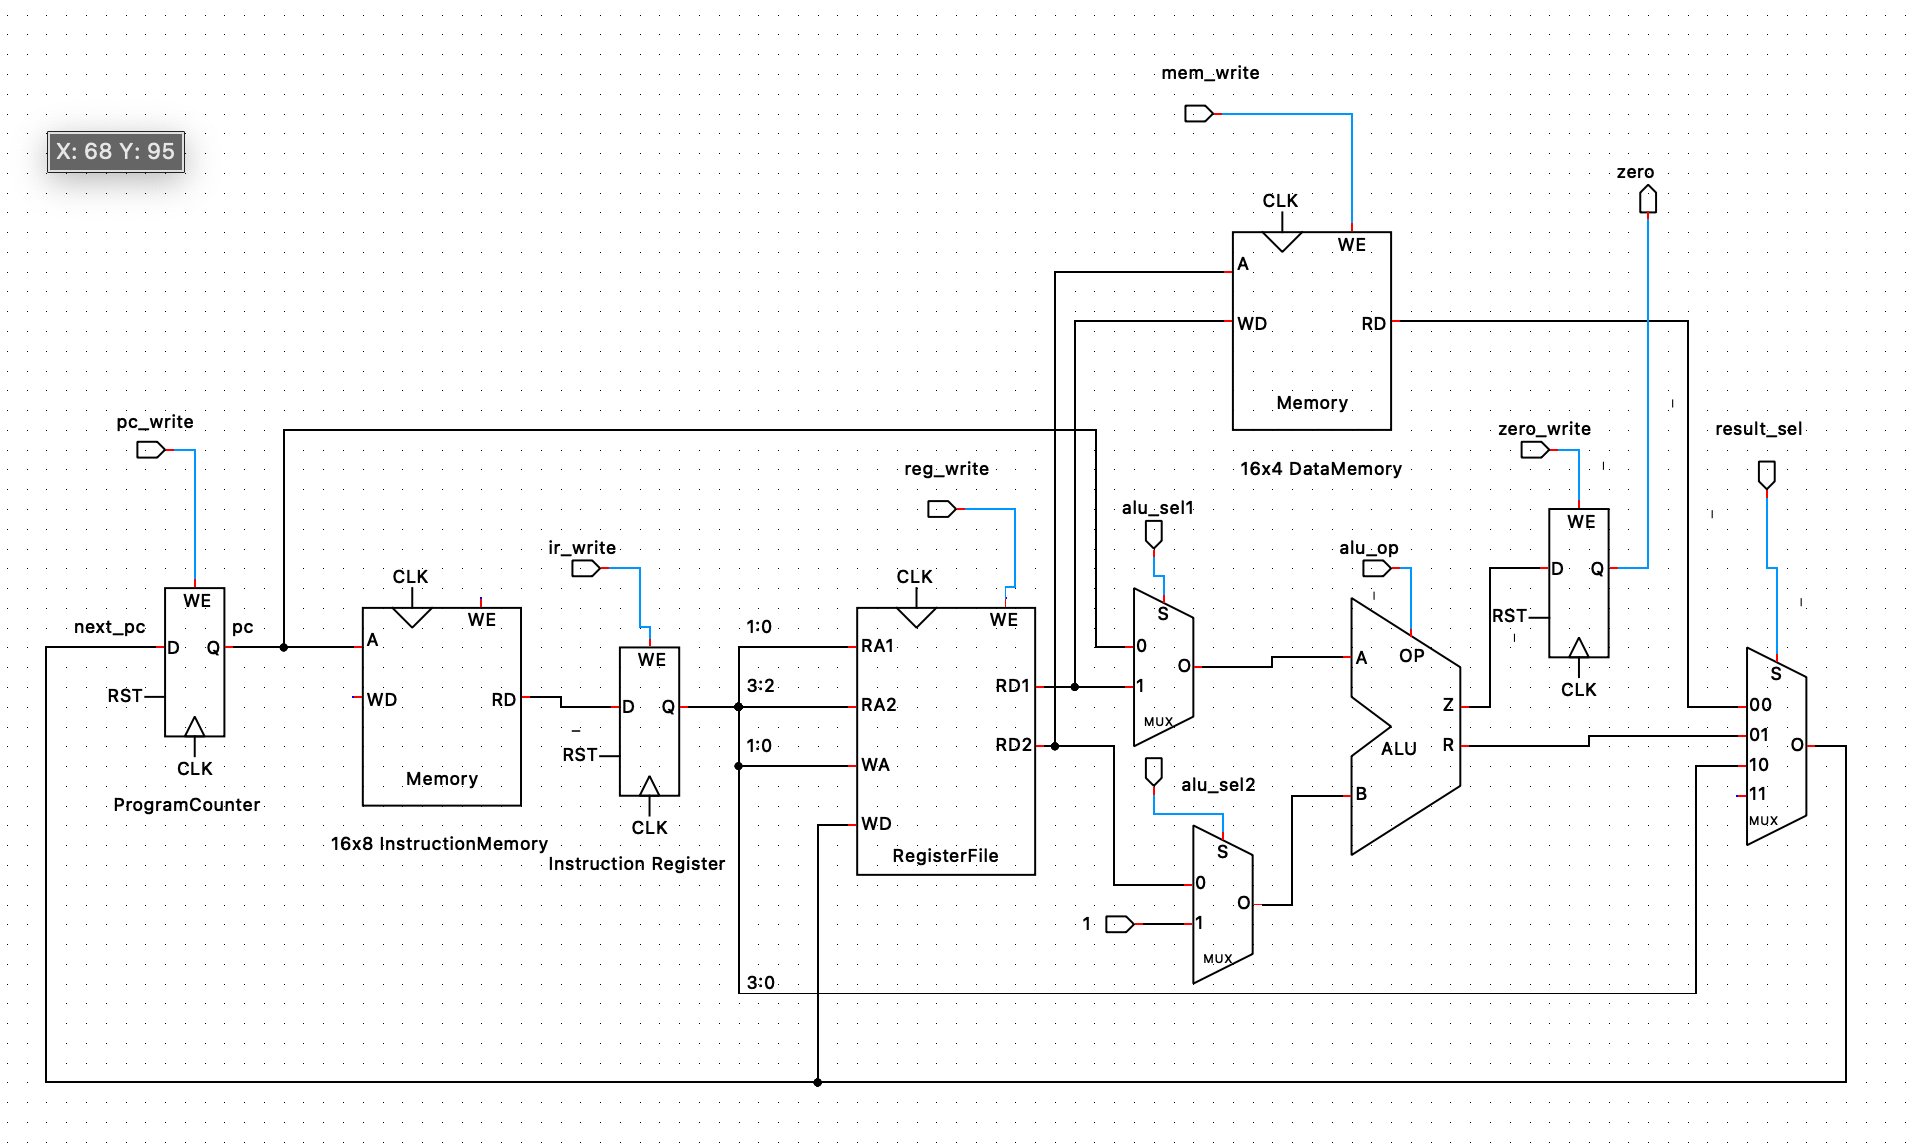 mem_write
X: 68 Y: 95
zero
CLK
WE
A
WD
RD
Memory
16x4 DataMemory
pc_write
zero_write
result_sel
reg_write
alu_sel1
ir_write
alu_op
WE
D
Q
RST
CLK
S
0
1
O
MUX
A
OP
Z
R
ALU
B
CLK
WE
RA1
RA2
WA
WD
RD1
RD2
RegisterFile
CLK
WE
A
WD
RD
Memory
16x8 InstructionMemory
next_pc
WE
D
Q
pc
RST
CLK
ProgramCounter
WE
D
Q
RST
CLK
Instruction Register
1:0
3:2
1:0
3:0
alu_sel2
S
0
1
O
MUX
1
S
00
01
10
11
O
MUX